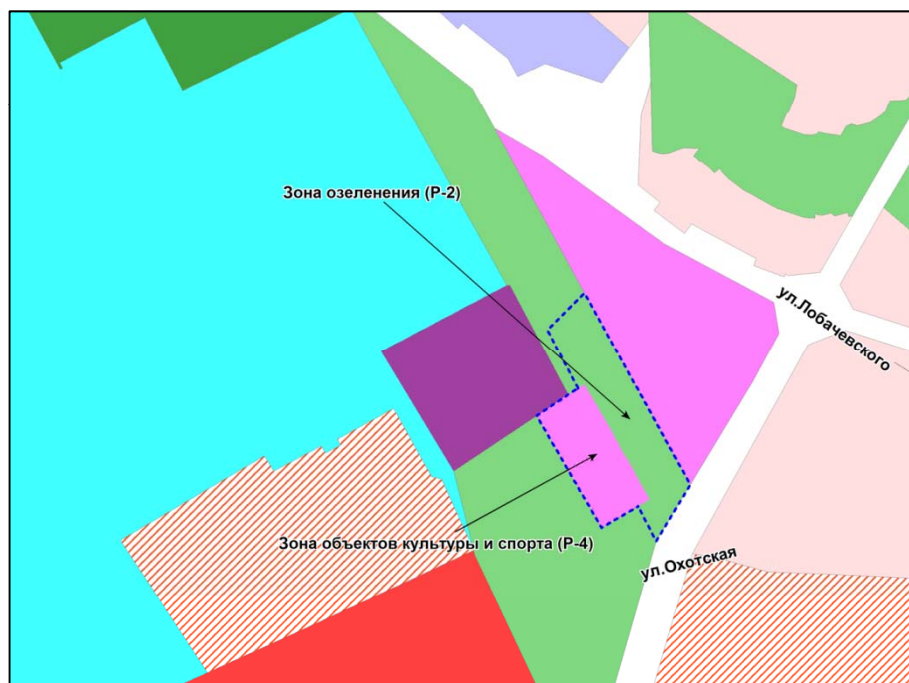 Зона озеленения (Р-2)
ул.Лобачевского
Зона объектов культуры и спорта (Р-4)
ул.Охотская